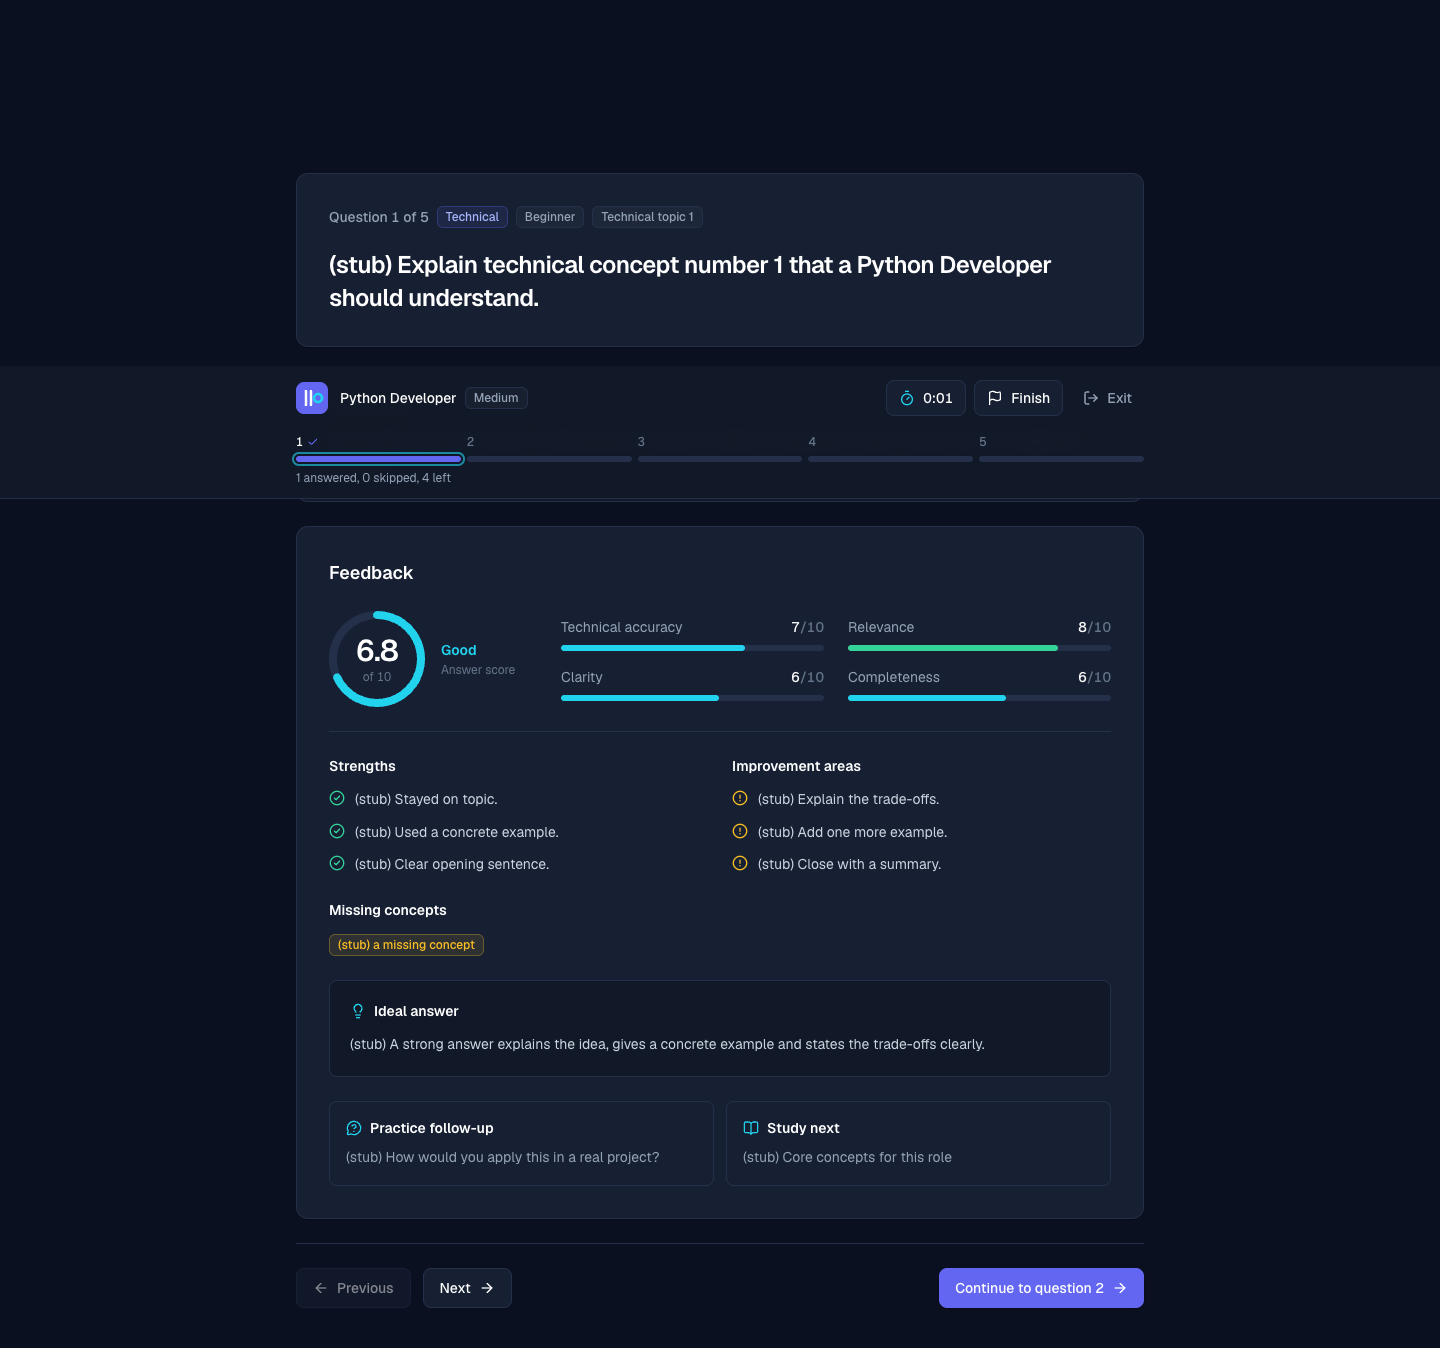 Question 1 of 5 Technical Beginner Technical topic 1
(stub) Explain technical concept number 1 that a Python Developer
should understand.
Python Developer Medium 0:01 Finish Exit
1 2 3 4 5
1 answered, 0 skipped, 4 left
Feedback
6.8
of 10
Good
Answer score
Technical accuracy 7/10
Relevance 8/10
Clarity 6/10
Completeness 6/10
Strengths
(stub) Stayed on topic.
(stub) Used a concrete example.
(stub) Clear opening sentence.
Improvement areas
(stub) Explain the trade-offs.
(stub) Add one more example.
(stub) Close with a summary.
Missing concepts
(stub) a missing concept
Ideal answer
(stub) A strong answer explains the idea, gives a concrete example and states the trade-offs clearly.
Practice follow-up
(stub) How would you apply this in a real project?
Study next
(stub) Core concepts for this role
Previous Next Continue to question 2